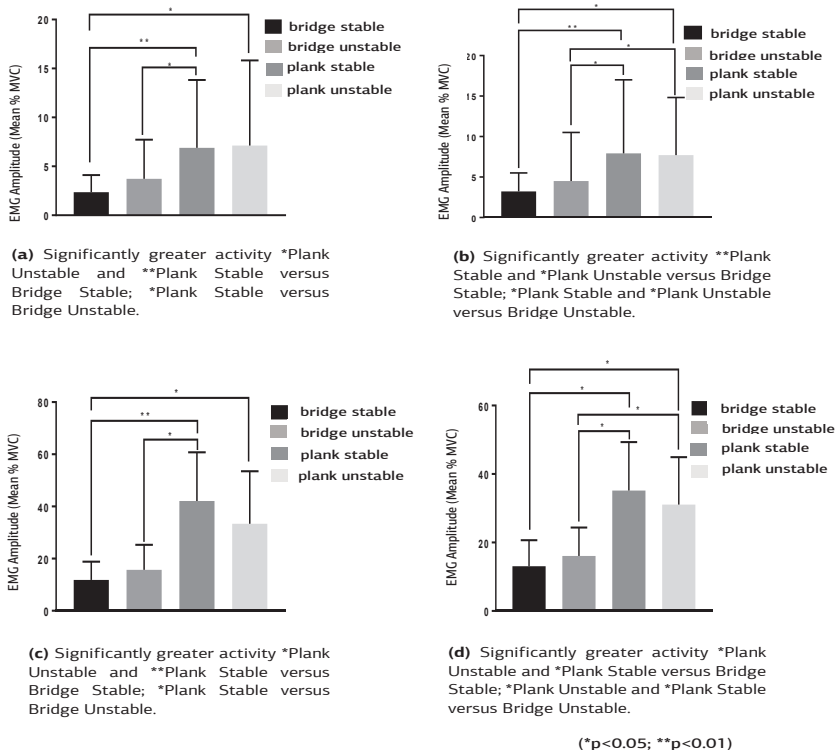 20
15
10
5
0
EMG Amplitude (Mean % MVC)
*
**
*
bridge stable
bridge unstable
plank stable
plank unstable
(a) Significantly greater activity *Plank
Unstable and **Plank Stable versus
Bridge Stable; *Plank Stable versus
Bridge Unstable.
20
15
10
5
0
EMG Amplitude (Mean % MVC)
*
**
*
*
bridge stable
bridge unstable
plank stable
plank unstable
(b) Significantly greater activity **Plank
Stable and *Plank Unstable versus Bridge
Stable; *Plank Stable and *Plank Unstable
versus Bridge Unstable.
80
60
40
20
0
EMG Amplitude (Mean % MVC)
*
**
*
bridge stable
bridge unstable
plank stable
plank unstable
(c) Significantly greater activity *Plank
Unstable and **Plank Stable versus
Bridge Stable; *Plank Stable versus
Bridge Unstable.
60
40
20
0
EMG Amplitude (Mean % MVC)
*
*
*
*
bridge stable
bridge unstable
plank stable
plank unstable
(d) Significantly greater activity *Plank
Unstable and *Plank Stable versus Bridge
Stable; *Plank Unstable and *Plank Stable
versus Bridge Unstable.
(*p<0.05; **p<0.01)